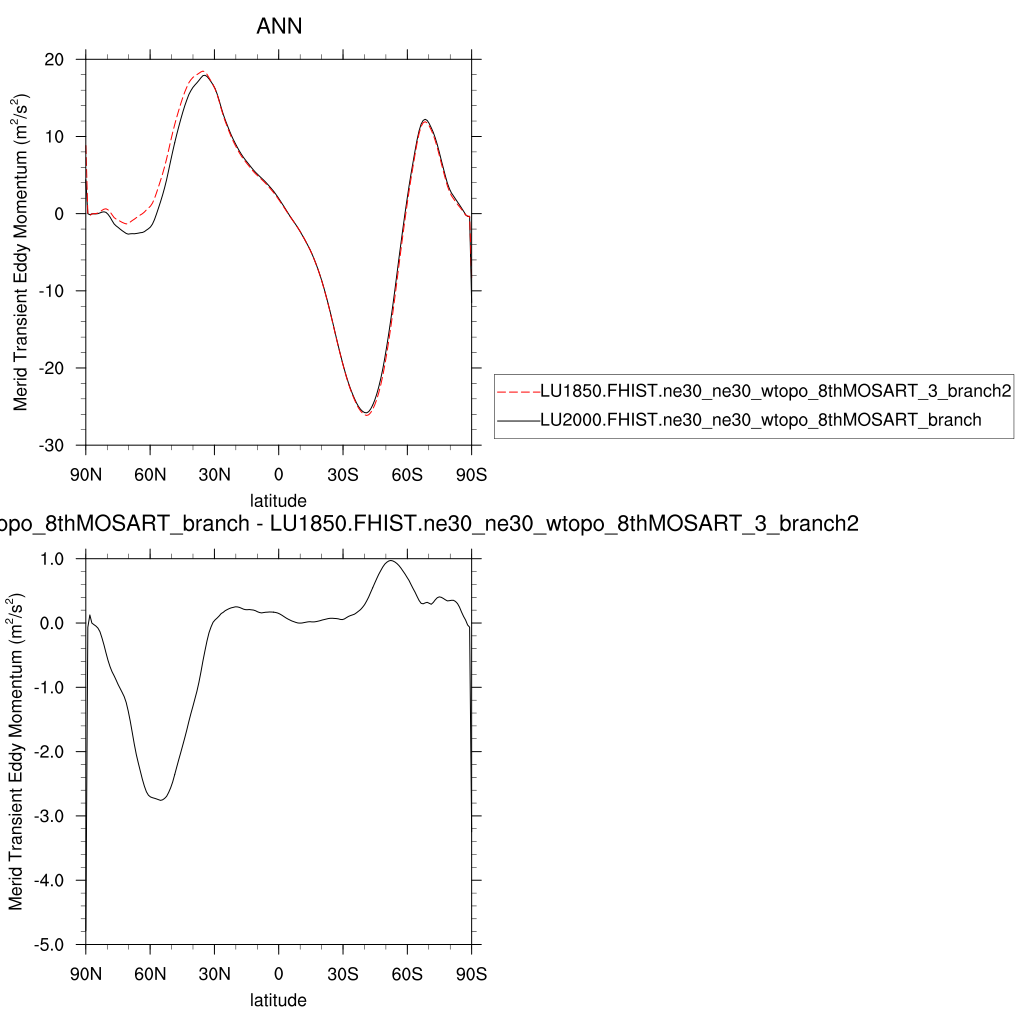 ANN
Merid Transient Eddy Momentum (m²/s²)
20
10
0
-10
-20
-30
90N 60N 30N 0 30S 60S 90S
latitude
LU1850.FHIST.ne30_ne30_wtopo_8thMOSART_3_branch2
LU2000.FHIST.ne30_ne30_wtopo_8thMOSART_branch
opo_8thMOSART_branch - LU1850.FHIST.ne30_ne30_wtopo_8thMOSART_3_branch2
Merid Transient Eddy Momentum (m²/s²)
1.0
0.0
-1.0
-2.0
-3.0
-4.0
-5.0
90N 60N 30N 0 30S 60S 90S
latitude